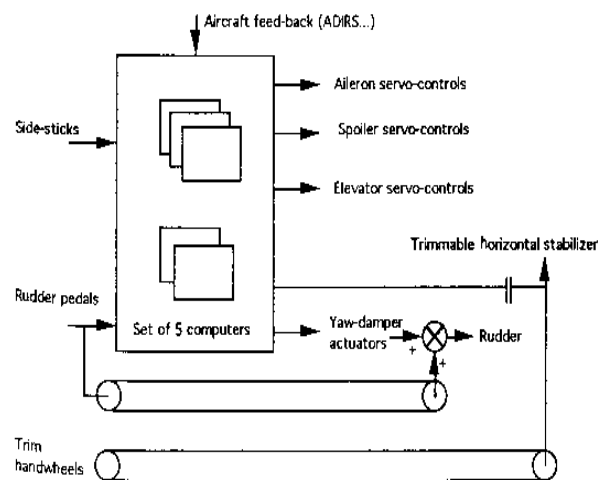 Aircraft feed-back (ADIRS...)
Aileron servo-controls
Side-sticks
Spoiler servo-controls
Élevator servo-controls
Trimmable horizontal stabilizer
Rudder pedals
Set of 5 computers
Yaw-damper
actuators
+
Rudder
+
Trim
handwheels